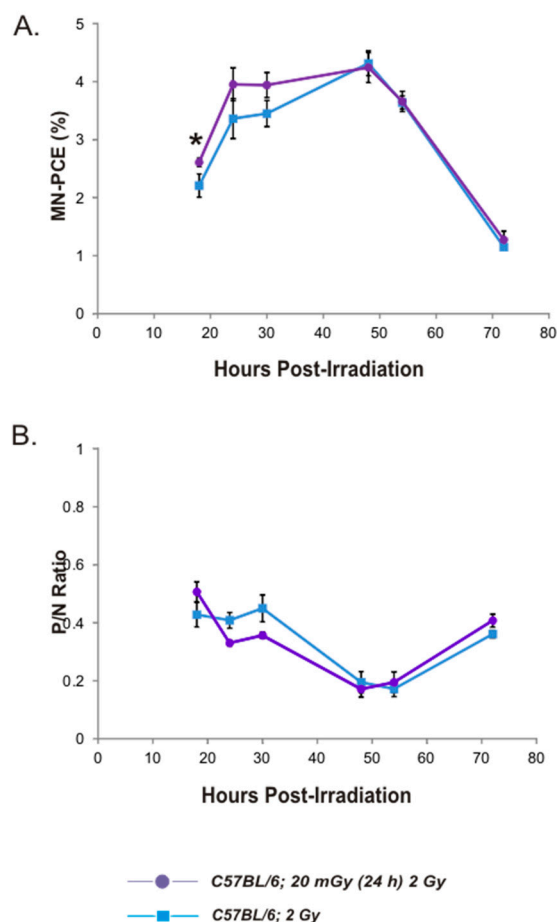 A.
5
4
3
2
1
0
*
MN-PCE (%)
0 10 20 30 40 50 60 70 80
Hours Post-Irradiation
B.
1
0.8
0.6
0.4
0.2
0
P/N Ratio
0 10 20 30 40 50 60 70 80
Hours Post-Irradiation
C57BL/6; 20 mGy (24 h) 2 Gy
C57BL/6; 2 Gy